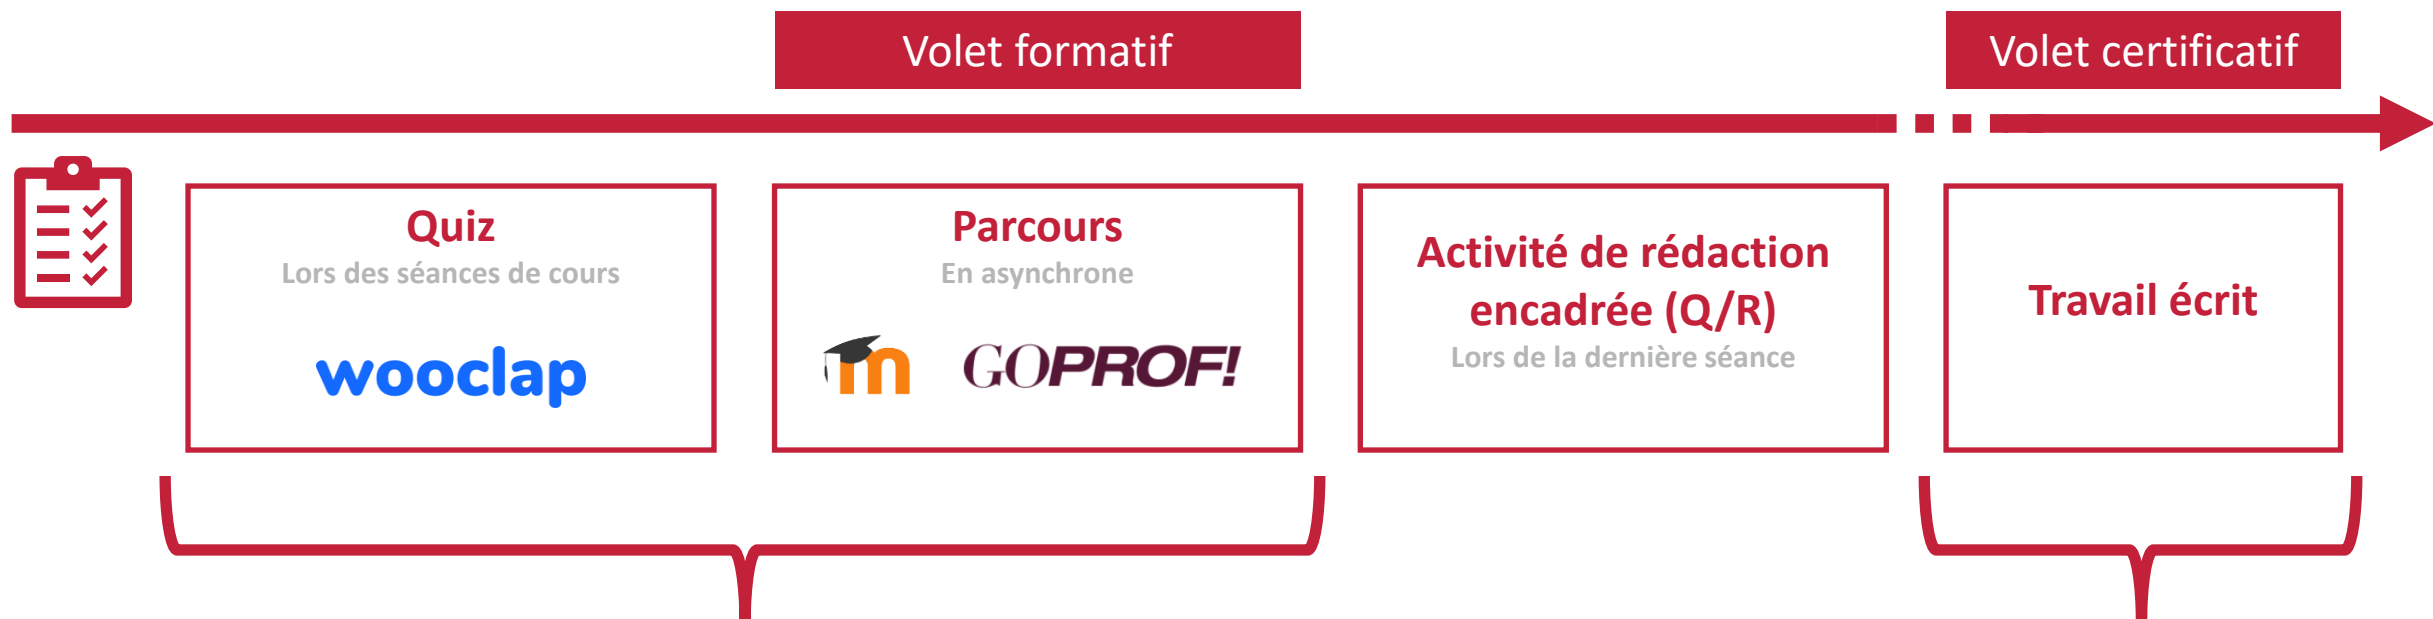 Volet formatif
Volet certificatif
Quiz
Lors des séances de cours
wooclap
Parcours
En asynchrone
m
GOPROF!
Activité de rédaction
encadrée (Q/R)
Lors de la dernière séance
Travail écrit